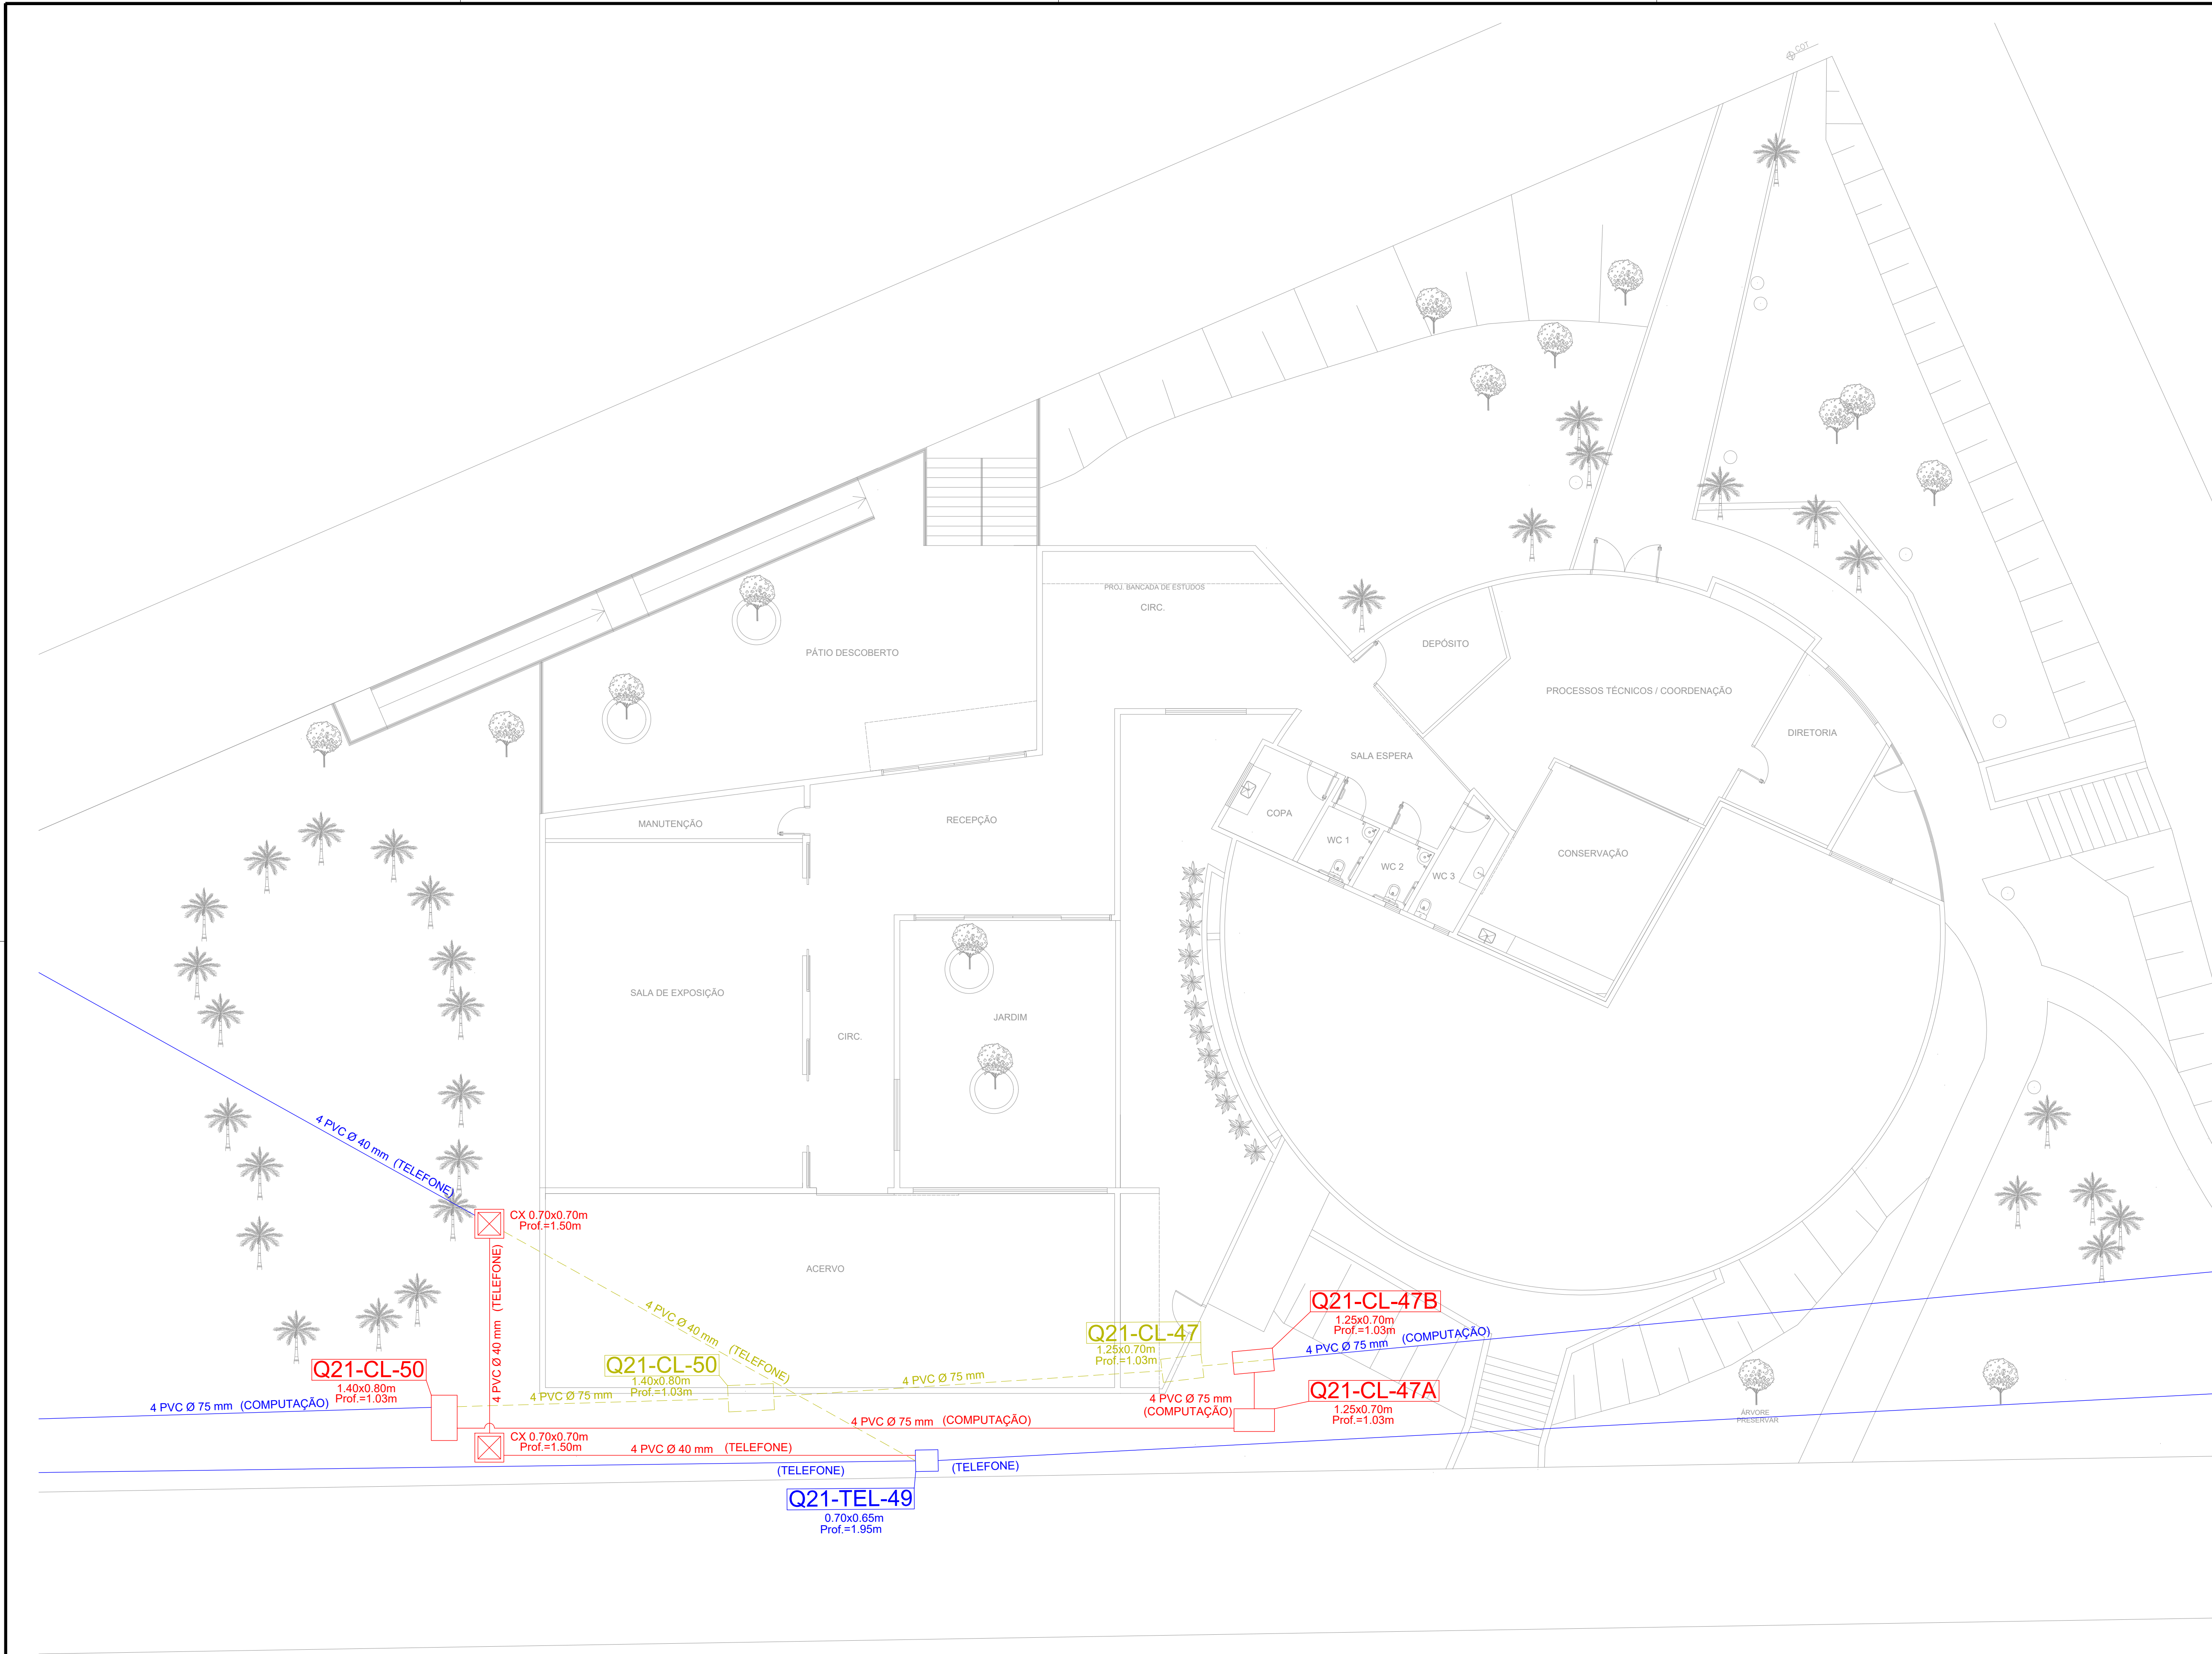 COT
PROJ. BANCADA DE ESTUDOS
CIRC.
DEPÓSITO
PÁTIO DESCOBERTO
PROCESSOS TÉCNICOS / COORDENAÇÃO
DIRETORIA
SALA ESPERA
COPA
MANUTENÇÃO
RECEPÇÃO
WC 1
WC 2
WC 3
CONSERVAÇÃO
SALA DE EXPOSIÇÃO
JARDIM
CIRC.
4 PVC Ø 40 mm (TELEFONE)
CX 0.70x0.70m
Prof.=1.50m
4 PVC Ø 40 mm (TELEFONE)
ACERVO
4 PVC Ø 40 mm (TELEFONE)
Q21-CL-47B
1.25x0.70m
Prof.=1.03m
4 PVC Ø 75 mm (COMPUTAÇÃO)
Q21-CL-47
1.25x0.70m
Prof.=1.03m
Q21-CL-50
1.40x0.80m
Prof.=1.03m
Q21-CL-50
1.40x0.80m
Prof.=1.03m
4 PVC Ø 75 mm
4 PVC Ø 75 mm
4 PVC Ø 75 mm (COMPUTAÇÃO)
4 PVC Ø 75 mm
(COMPUTAÇÃO)
Q21-CL-47A
1.25x0.70m
Prof.=1.03m
ÁRVORE
PRESERVAR
4 PVC Ø 75 mm (COMPUTAÇÃO)
CX 0.70x0.70m
Prof.=1.50m
4 PVC Ø 40 mm (TELEFONE)
(TELEFONE)
(TELEFONE)
Q21-TEL-49
0.70x0.65m
Prof.=1.95m